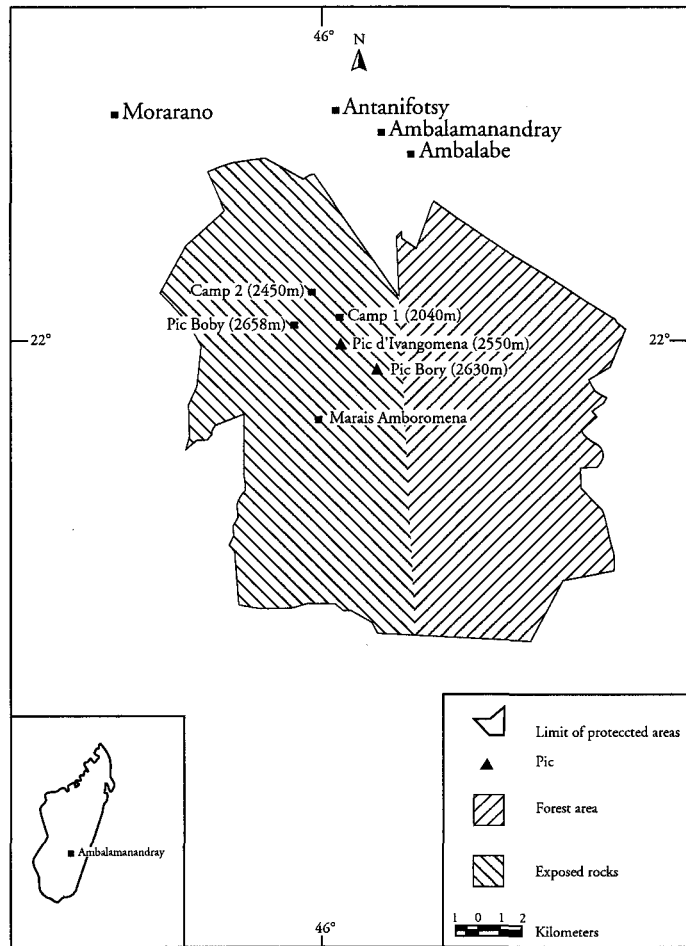 46°
N
Morarano
Antanifotsy
Ambalamanandray
Ambalabe
Camp 2 (2450m)
Camp 1 (2040m)
Pic Boby (2658m)
22°
Pic d'Ivangomena (2550m)
22°
Pic Bory (2630m)
Marais Amboromena
Limit of proteccted areas
Pic
Forest area
Ambalamanandray
Exposed rocks
1 0 1 2
Kilometers
46°